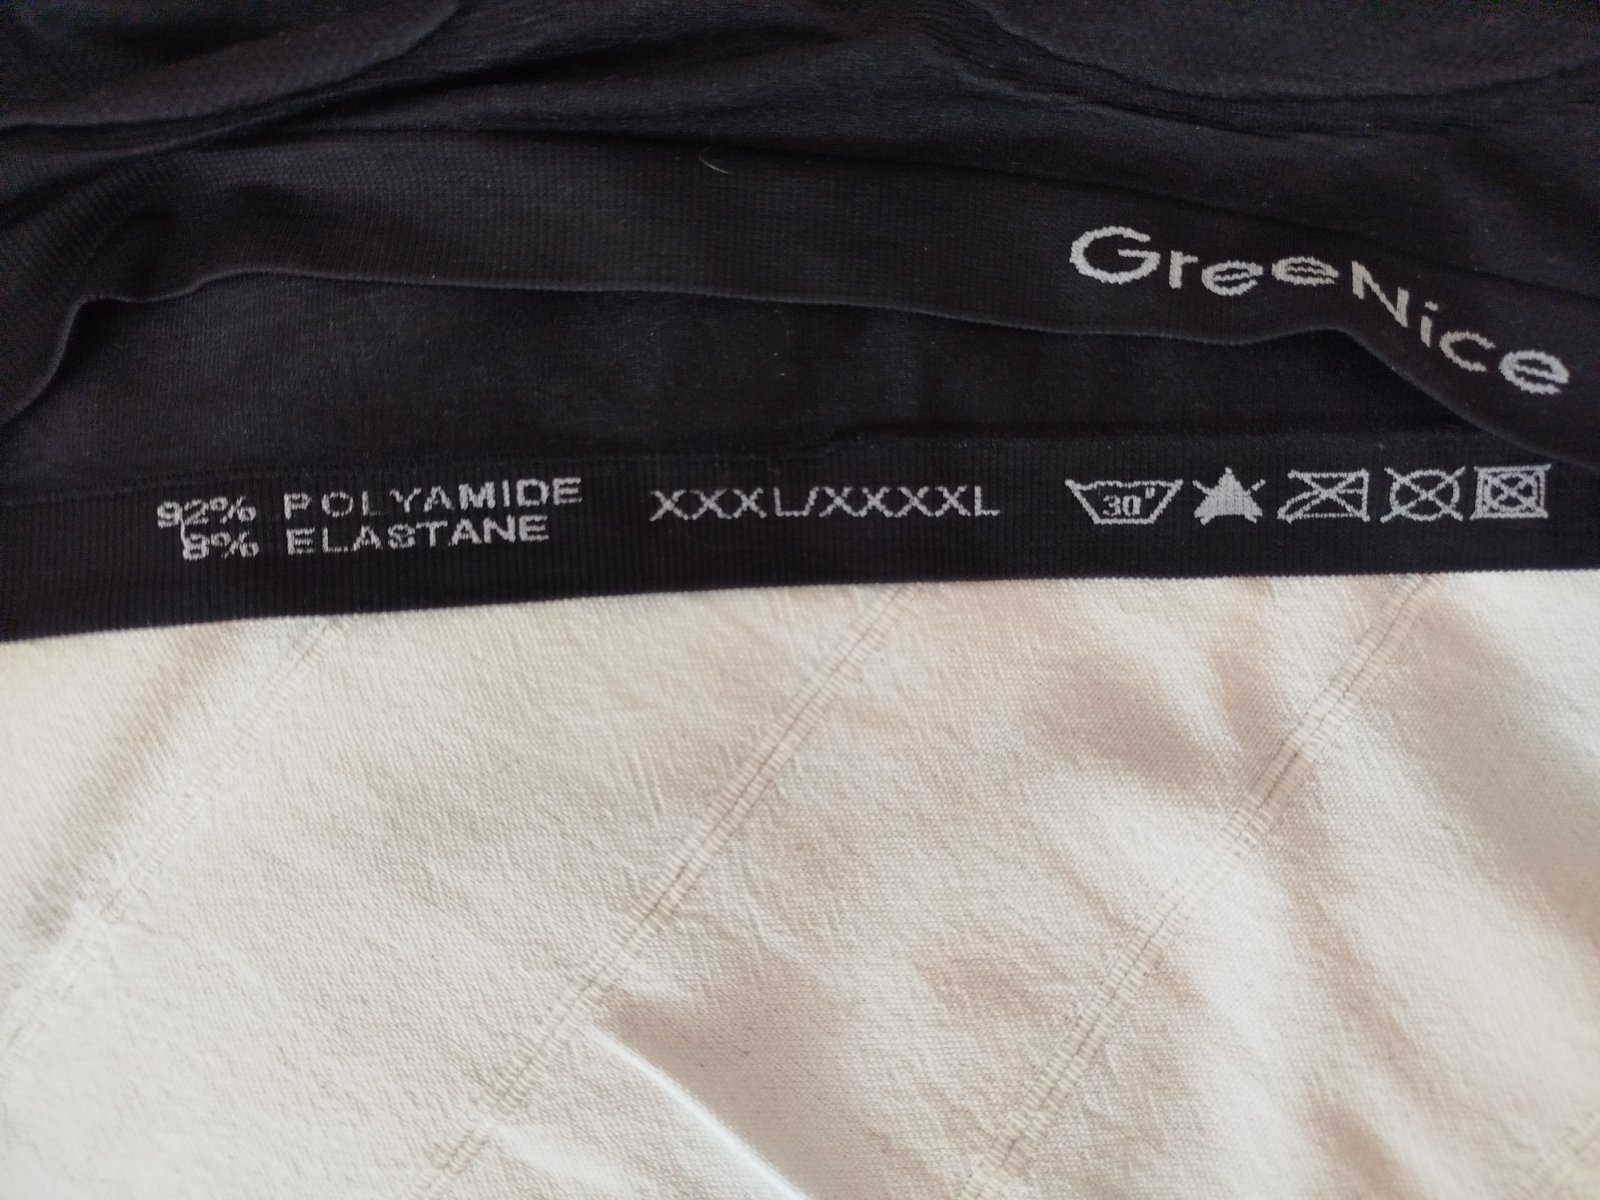 GreeNice
92% POLYAMIDE XXXL/XXXXL 30°
8% ELASTANE